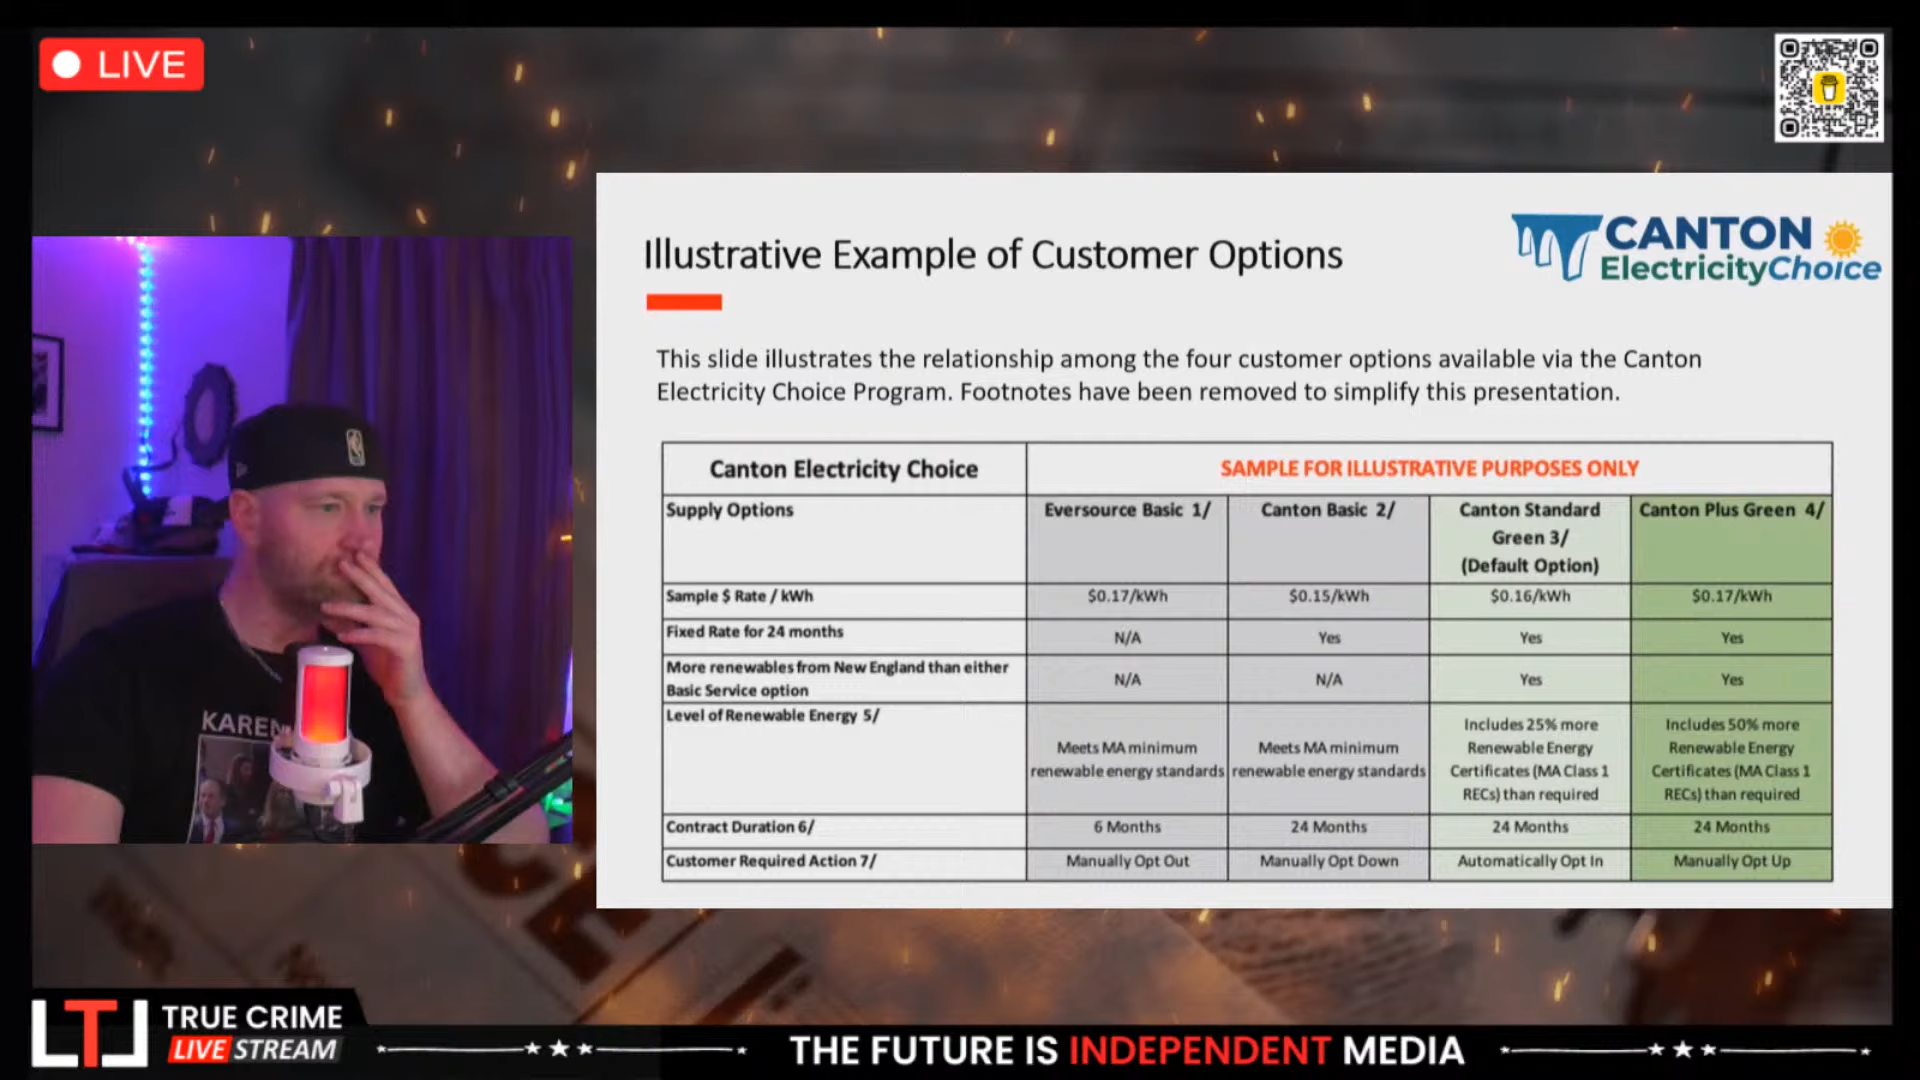 LIVE
CANTON
ElectricityChoice
Illustrative Example of Customer Options
This slide illustrates the relationship among the four customer options available via the Canton
Electricity Choice Program. Footnotes have been removed to simplify this presentation.
Canton Electricity Choice
SAMPLE FOR ILLUSTRATIVE PURPOSES ONLY
Supply Options
Eversource Basic 1/
Canton Basic 2/
Canton Standard
Green 3/
(Default Option)
Canton Plus Green 4/
Sample $ Rate / kWh
$0.17/kWh
$0.15/kWh
$0.16/kWh
$0.17/kWh
Fixed Rate for 24 months
N/A
Yes
Yes
Yes
More renewables from New England than either
Basic Service option
N/A
N/A
Yes
Yes
Level of Renewable Energy 5/
Meets MA minimum
renewable energy standards
Meets MA minimum
renewable energy standards
Includes 25% more
Renewable Energy
Certificates (MA Class 1
RECs) than required
Includes 50% more
Renewable Energy
Certificates (MA Class 1
RECs) than required
Contract Duration 6/
6 Months
24 Months
24 Months
24 Months
Customer Required Action 7/
Manually Opt Out
Manually Opt Down
Automatically Opt In
Manually Opt Up
KAREN
LTL
TRUE CRIME
LIVE STREAM
THE FUTURE IS INDEPENDENT MEDIA